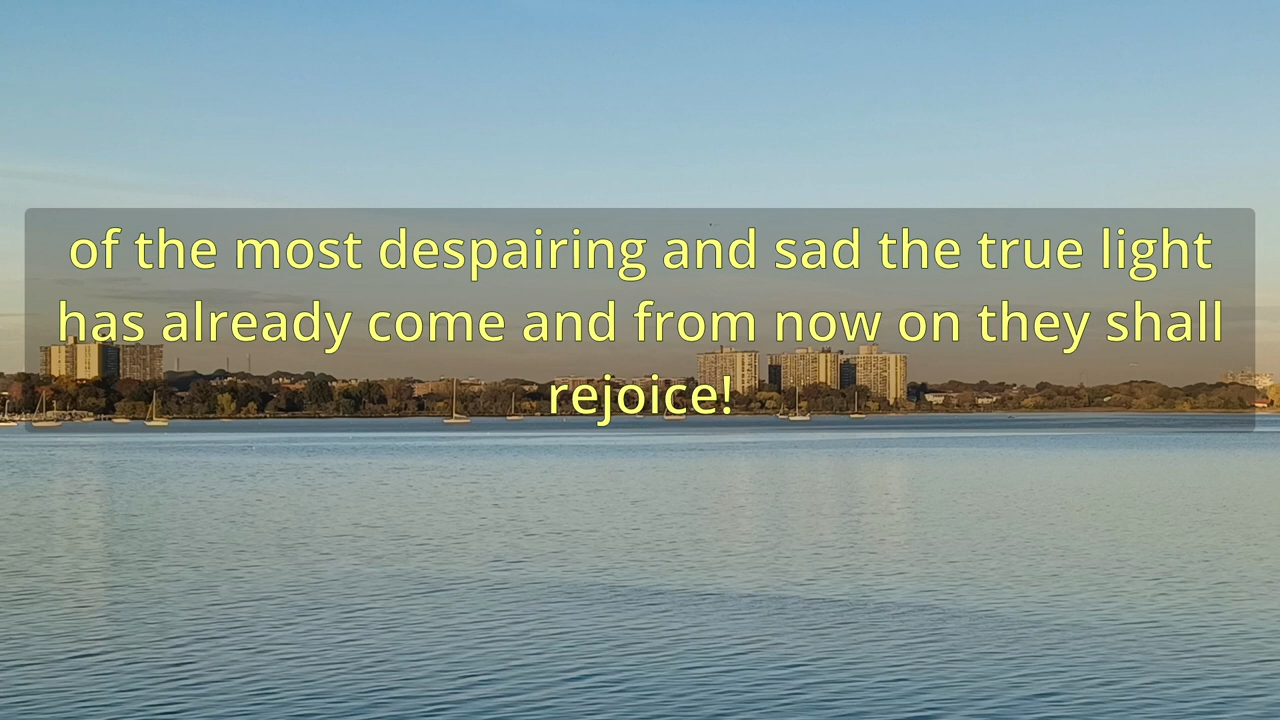 of the most despairing and sad the true light
has already come and from now on they shall
rejoice!